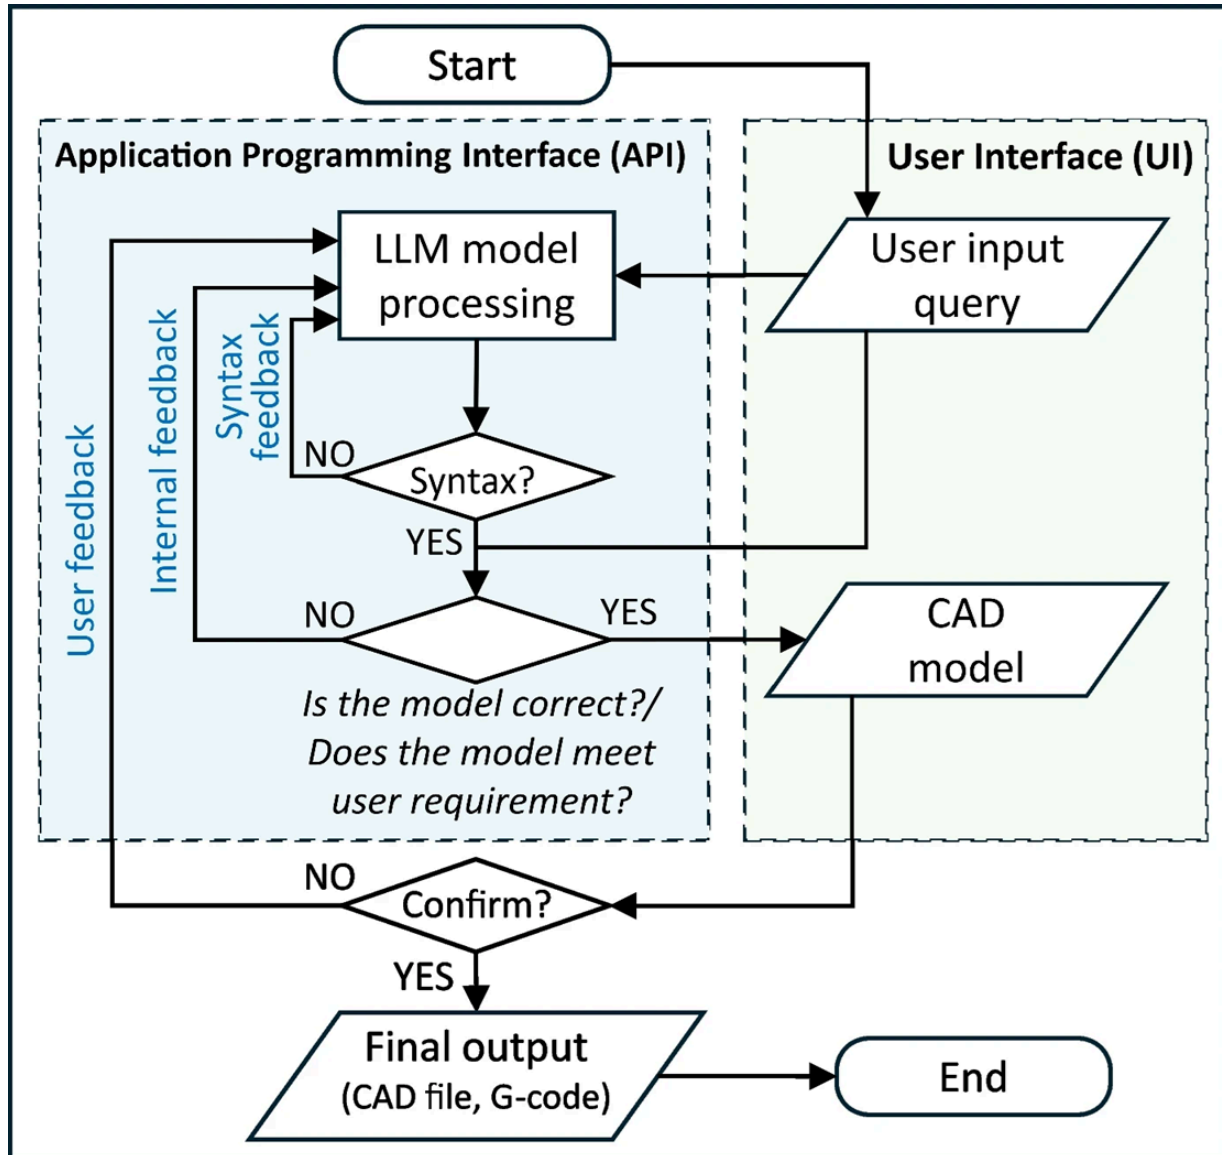 Start
Application Programming Interface (API)
User Interface (UI)
LLM model
processing
User input
query
User feedback
Internal feedback
Syntax
feedback
NO
Syntax?
YES
NO
YES
CAD
model
Is the model correct?/
Does the model meet
user requirement?
NO
Confirm?
YES
Final output
(CAD file, G-code)
End